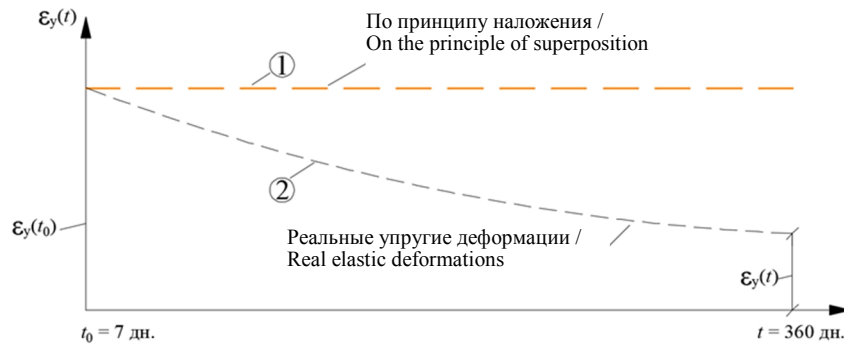 εy(t)
По принципу наложения /
On the principle of superposition
1
2
εy(t0)
Реальные упругие деформации /
Real elastic deformations
εy(t)
t0 = 7 дн.
t = 360 дн.